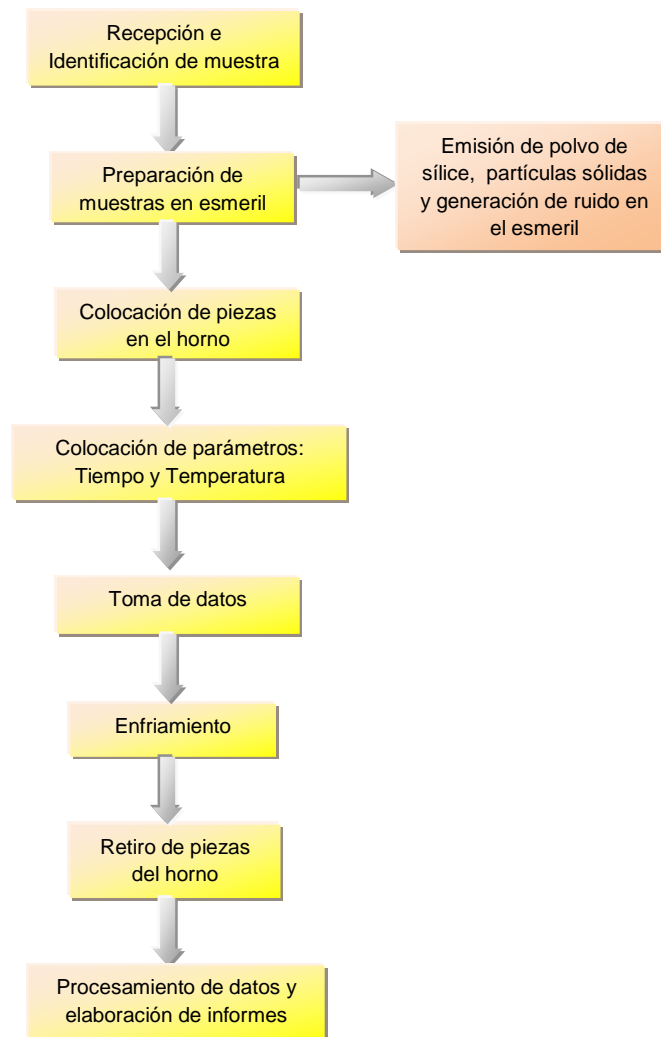 Recepción e
Identificación de muestra
Preparación de
muestras en esmeril
Emisión de polvo de
sílice, partículas sólidas
y generación de ruido en
el esmeril
Colocación de piezas
en el horno
Colocación de parámetros:
Tiempo y Temperatura
Toma de datos
Enfriamiento
Retiro de piezas
del horno
Procesamiento de datos y
elaboración de informes